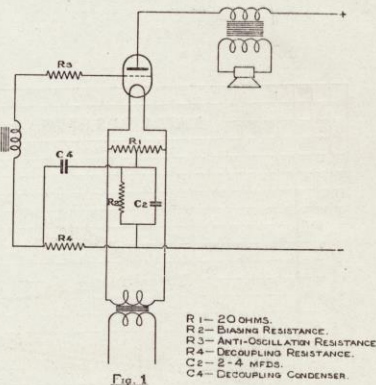 +
R3
R1
C4
R2
C2
R4
−
R1— 20 OHMS.
R2— BIASING RESISTANCE.
R3— ANTI-OSCILLATION RESISTANCE
R4— DECOUPLING RESISTANCE.
C2— 2-4 MFDS.
C4— DECOUPLING CONDENSER.
FIG. 1